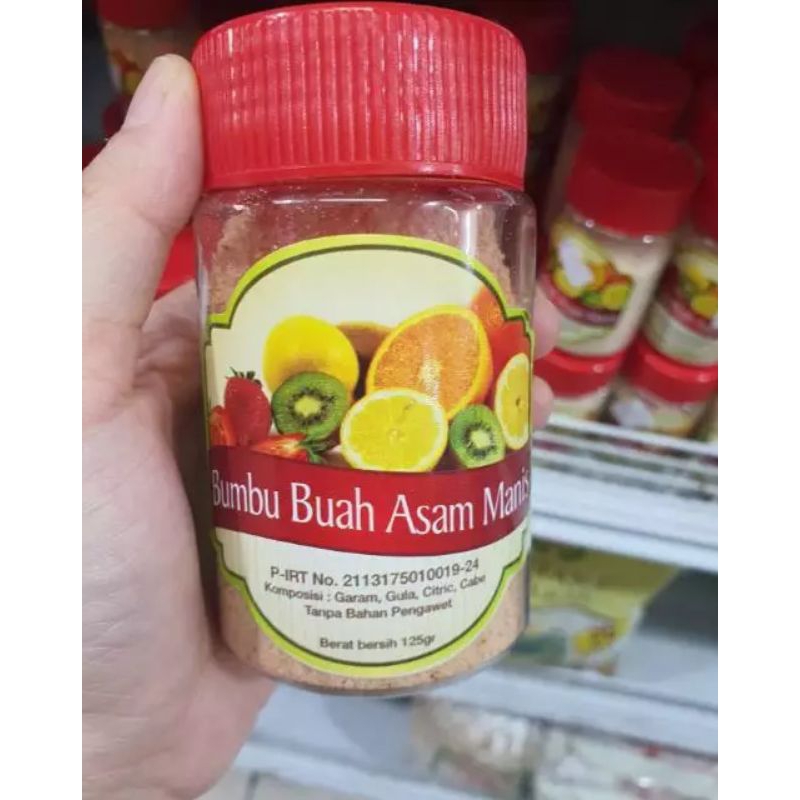 Bumbu Buah Asam Manis
P-IRT No. 2113175010019-24
Komposisi : Garam, Gula, Citric, Cabe
Tanpa Bahan Pengawet
Berat bersih 125gr